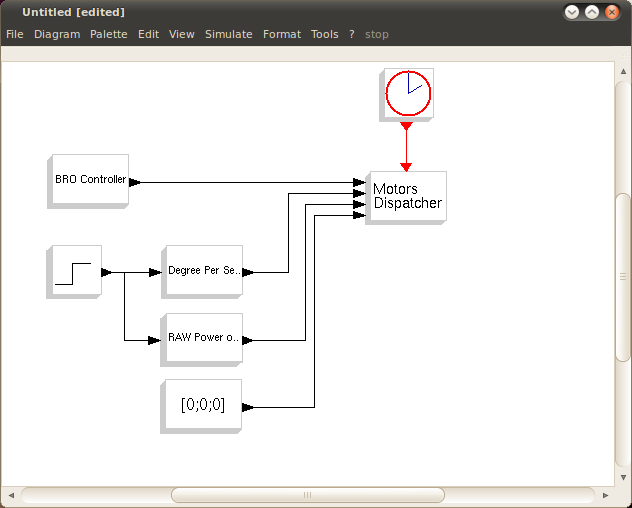 Untitled [edited]
File Diagram Palette Edit View Simulate Format Tools ? stop
BRO Controller
Motors
Dispatcher
Degree Per Se..
RAW Power o..
[0;0;0]